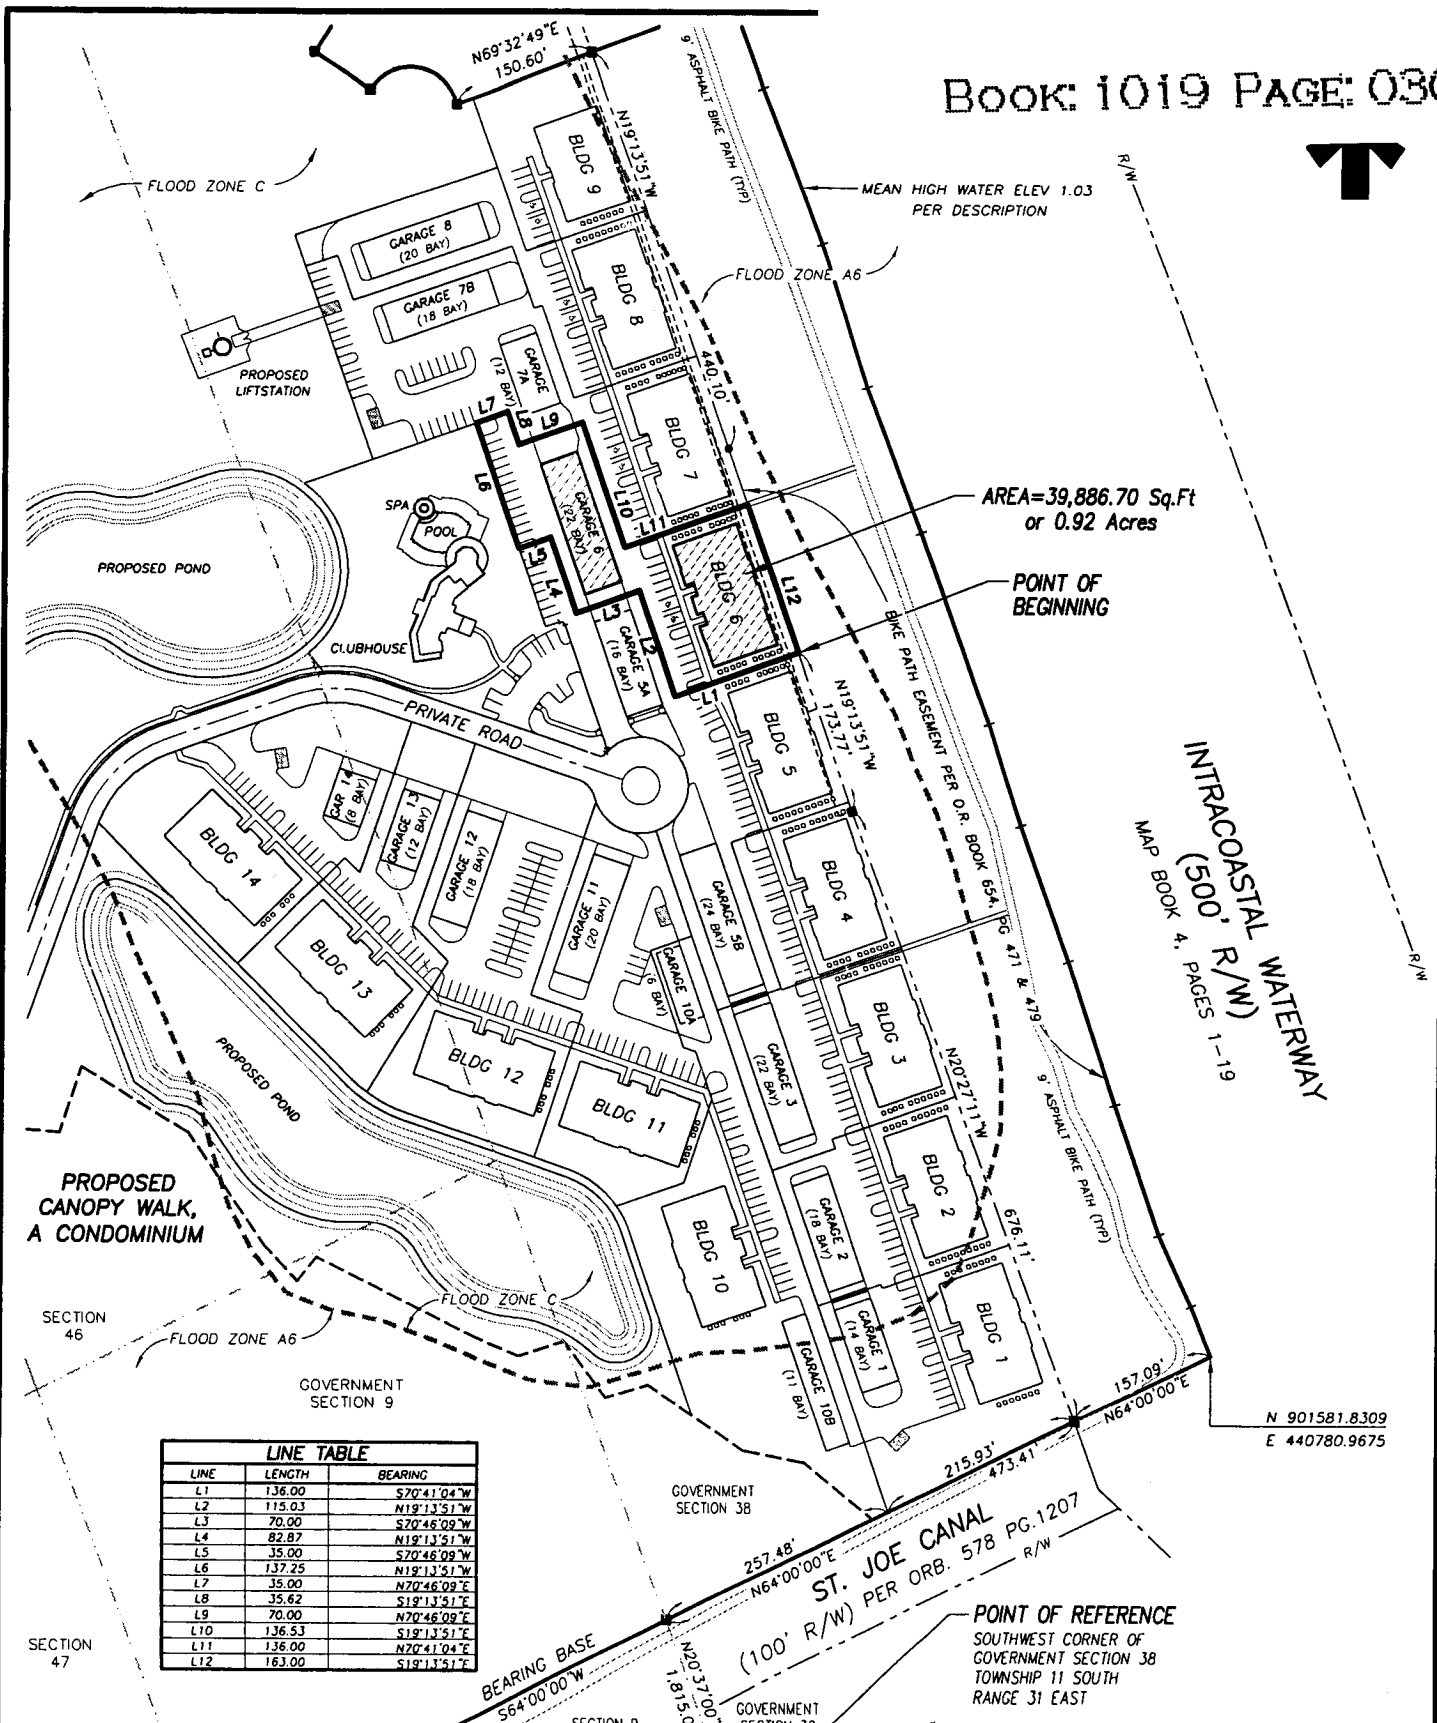 BOOK: 1019 PAGE:
N69°32'49"E
150.60'
9' ASPHALT BIKE PATH (TYP)
R/W
MEAN HIGH WATER ELEV 1.03
PER DESCRIPTION
FLOOD ZONE C
N19°13'51"W
BLDG 9
GARAGE 8
(20 BAY)
FLOOD ZONE A6
BLDG 8
GARAGE 7B
(18 BAY)
440.10'
GARAGE
7A
(12 BAY)
PROPOSED
LIFTSTATION
L7
L8
L9
BLDG 7
L6
SPA
POOL
GARAGE 6
(22 BAY)
L10
L11
AREA=39,886.70 Sq.Ft
or 0.92 Acres
PROPOSED POND
L5
L4
L3
BLDG 6
L12
POINT OF
BEGINNING
CLUBHOUSE
GARAGE 5A
(16 BAY)
L2
L1
BIKE PATH EASEMENT PER O.R. BOOK 654, PG 471 & 479
N19°13'51"W
173.77'
PRIVATE ROAD
BLDG 5
INTRACOASTAL WATERWAY
(500' R/W)
MAP BOOK 4, PAGES 1-19
R/W
GAR 14
(8 BAY)
GARAGE 13
(12 BAY)
GARAGE 12
(18 BAY)
BLDG 14
BLDG 4
GARAGE 11
(20 BAY)
GARAGE 5B
(24 BAY)
BLDG 13
GARAGE 10A
(6 BAY)
BLDG 3
PROPOSED POND
BLDG 12
BLDG 11
GARAGE 3
(22 BAY)
N20°27'11"W
676.11'
9' ASPHALT BIKE PATH (TYP)
BLDG 2
PROPOSED
CANOPY WALK,
A CONDOMINIUM
GARAGE 2
(18 BAY)
BLDG 10
FLOOD ZONE C
SECTION
46
FLOOD ZONE A6
BLDG 1
GARAGE 1
(14 BAY)
GARAGE 10B
(11 BAY)
GOVERNMENT
SECTION 9
157.09'
N64°00'00"E
N 901581.8309
E 440780.9675
215.93'
473.41'
GOVERNMENT
SECTION 38
257.48'
N64°00'00"E
ST. JOE CANAL
(100' R/W) PER ORB. 578 PG.1207
R/W
LINE TABLE
LINE LENGTH BEARING
L1 136.00 S70°41'04"W
L2 115.03 N19°13'51"W
L3 70.00 S70°46'09"W
L4 82.87 N19°13'51"W
L5 35.00 S70°46'09"W
L6 137.25 N19°13'51"W
L7 35.00 N70°46'09"E
L8 35.62 S19°13'51"E
L9 70.00 N70°46'09"E
L10 136.53 S19°13'51"E
L11 136.00 N70°41'04"E
L12 163.00 S19°13'51"E
SECTION
47
BEARING BASE
S64°00'00"W
N20°37'00"
POINT OF REFERENCE
SOUTHWEST CORNER OF
GOVERNMENT SECTION 38
TOWNSHIP 11 SOUTH
RANGE 31 EAST
GOVERNMENT